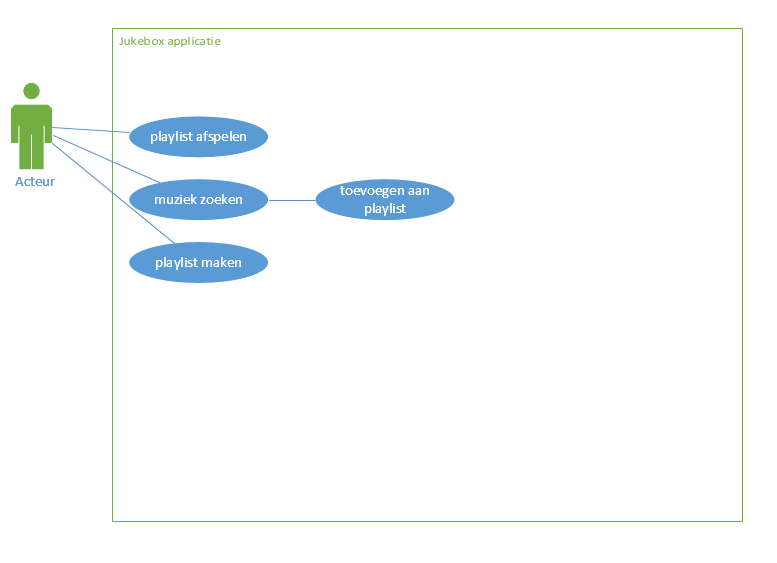 Jukebox applicatie
Acteur
playlist afspelen
muziek zoeken
toevoegen aan
playlist
playlist maken